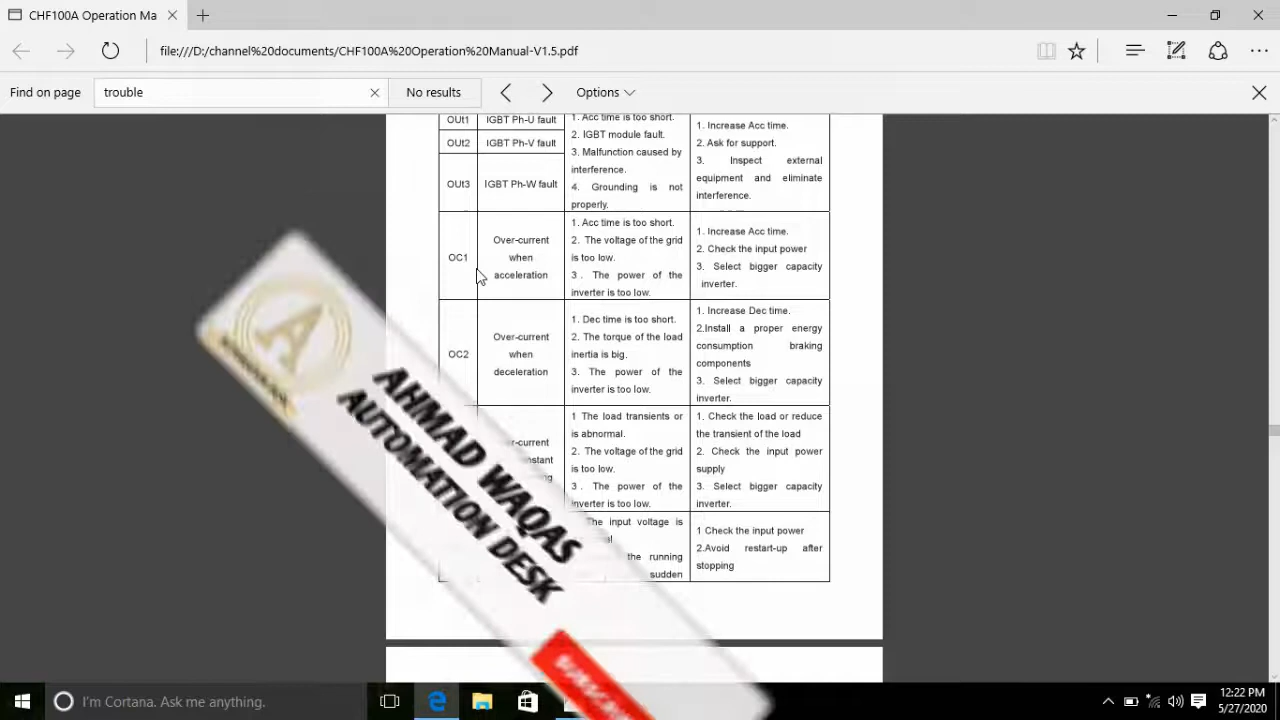 CHF100A Operation Ma
file:///D:/channel%20documents/CHF100A%20Operation%20Manual-V1.5.pdf
Find on page
trouble
No results
Options
OUt1
IGBT Ph-U fault
OUt2
IGBT Ph-V fault
OUt3
IGBT Ph-W fault
1. Acc time is too short.
2. IGBT module fault.
3. Malfunction caused by
interference.
4. Grounding is not
properly.
1. Increase Acc time.
2. Ask for support.
3. Inspect external
equipment and eliminate
interference.
OC1
Over-current
when
acceleration
1. Acc time is too short.
2. The voltage of the grid
is too low.
3 . The power of the
inverter is too low.
1. Increase Acc time.
2. Check the input power
3. Select bigger capacity
inverter.
OC2
Over-current
when
deceleration
1. Dec time is too short.
2. The torque of the load
inertia is big.
3. The power of the
inverter is too low.
1. Increase Dec time.
2.Install a proper energy
consumption braking
components
3. Select bigger capacity
inverter.
-current
1 The load transients or
is abnormal.
2. The voltage of the grid
is too low.
3 . The power of the
inverter is too low.
1. Check the load or reduce
the transient of the load
2. Check the input power
supply
3. Select bigger capacity
inverter.
The input voltage is
the running
sudden
1 Check the input power
2.Avoid restart-up after
stopping
AHMAD WAQAS
AUTOMATION DESK
I'm Cortana. Ask me anything.
12:22 PM
5/27/2020